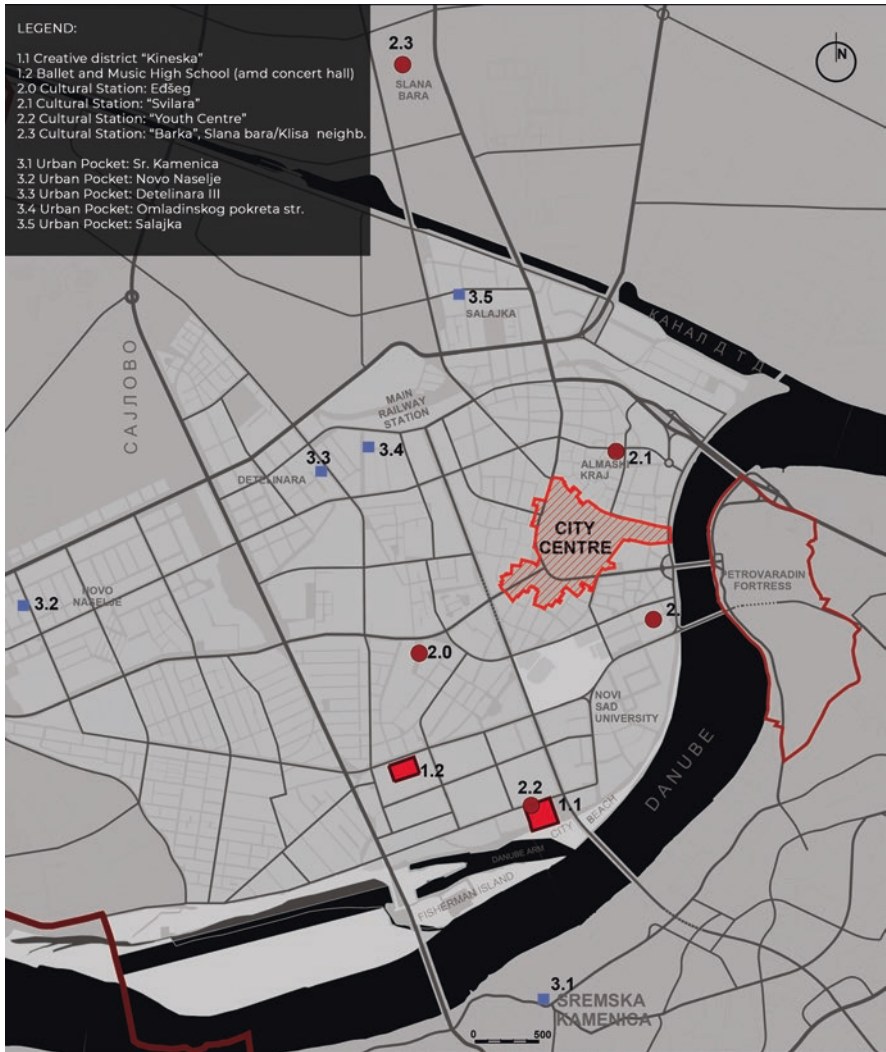 LEGEND:
1.1 Creative district “Kineska”
1.2 Ballet and Music High School (amd concert hall)
2.0 Cultural Station: Eđšeg
2.1 Cultural Station: “Svilara”
2.2 Cultural Station: “Youth Centre”
2.3 Cultural Station: “Barka”, Slana bara/Klisa neighb.
3.1 Urban Pocket: Sr. Kamenica
3.2 Urban Pocket: Novo Naselje
3.3 Urban Pocket: Detelinara III
3.4 Urban Pocket: Omladinskog pokreta str.
3.5 Urban Pocket: Salajka
N
2.3
SLANA
BARA
3.5
SALAJKA
КАНАЛ ДТД
САЈЛОВО
MAIN
RAILWAY
STATION
3.4
3.3
DETELINARA
2.1
ALMAŠKI
KRAJ
CITY
CENTRE
PETROVARADIN
FORTRESS
NOVO
NASELJE
3.2
2.
2.0
NOVI
SAD
UNIVERSITY
DANUBE
1.2
2.2
1.1
CITY BEACH
DANUBE ARM
FISHERMAN ISLAND
3.1
SREMSKA
KAMENICA
0 500